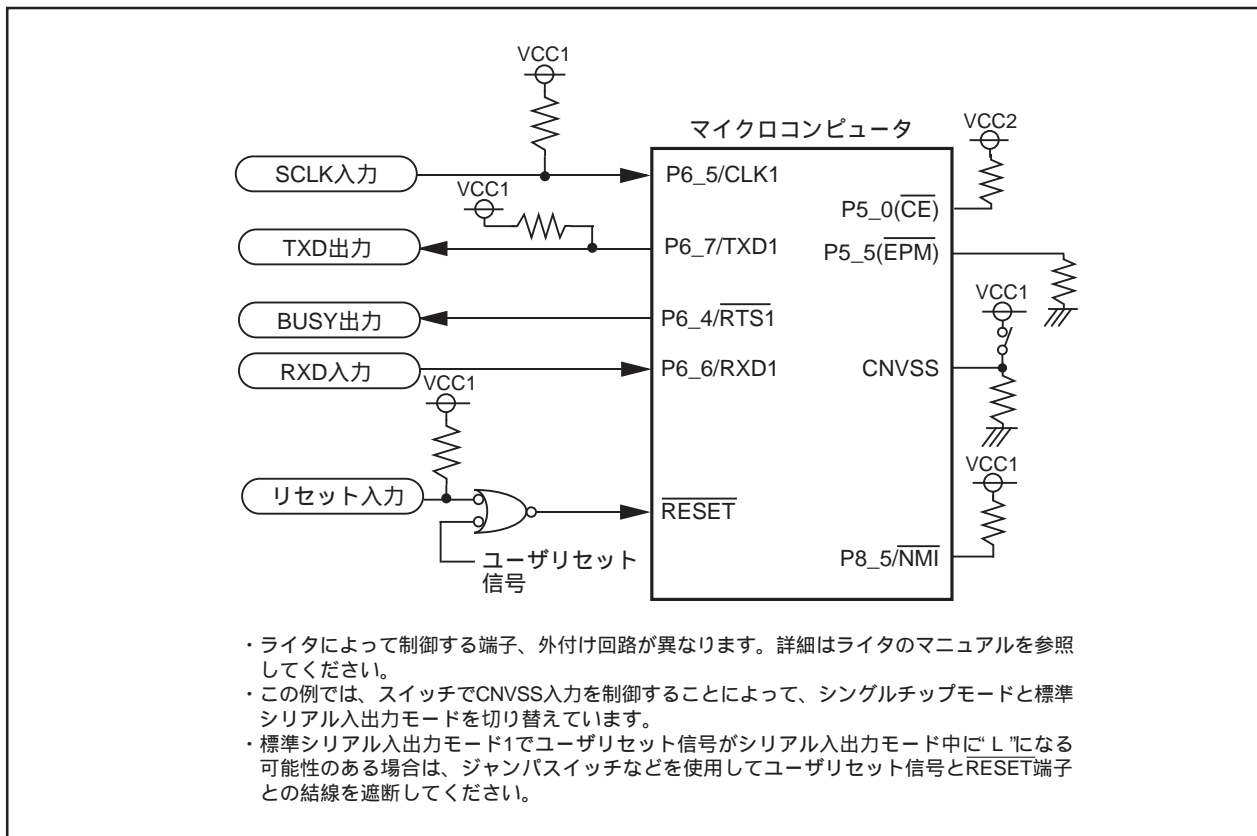 VCC1
マイクロコンピュータ
VCC2
SCLK入力
P6_5/CLK1
VCC1
P5_0(CE)
TXD出力
P6_7/TXD1
P5_5(EPM)
VCC1
BUSY出力
P6_4/RTS1
RXD入力
P6_6/RXD1
CNVSS
VCC1
VCC1
リセット入力
RESET
P8_5/NMI
ユーザリセット
信号
・ライタによって制御する端子、外付け回路が異なります。詳細はライタのマニュアルを参照
してください。
・この例では、スイッチでCNVSS入力を制御することによって、シングルチップモードと標準
シリアル入出力モードを切り替えています。
・標準シリアル入出力モード1でユーザリセット信号がシリアル入出力モード中に“L”になる
可能性のある場合は、ジャンパスイッチなどを使用してユーザリセット信号とRESET端子
との結線を遮断してください。